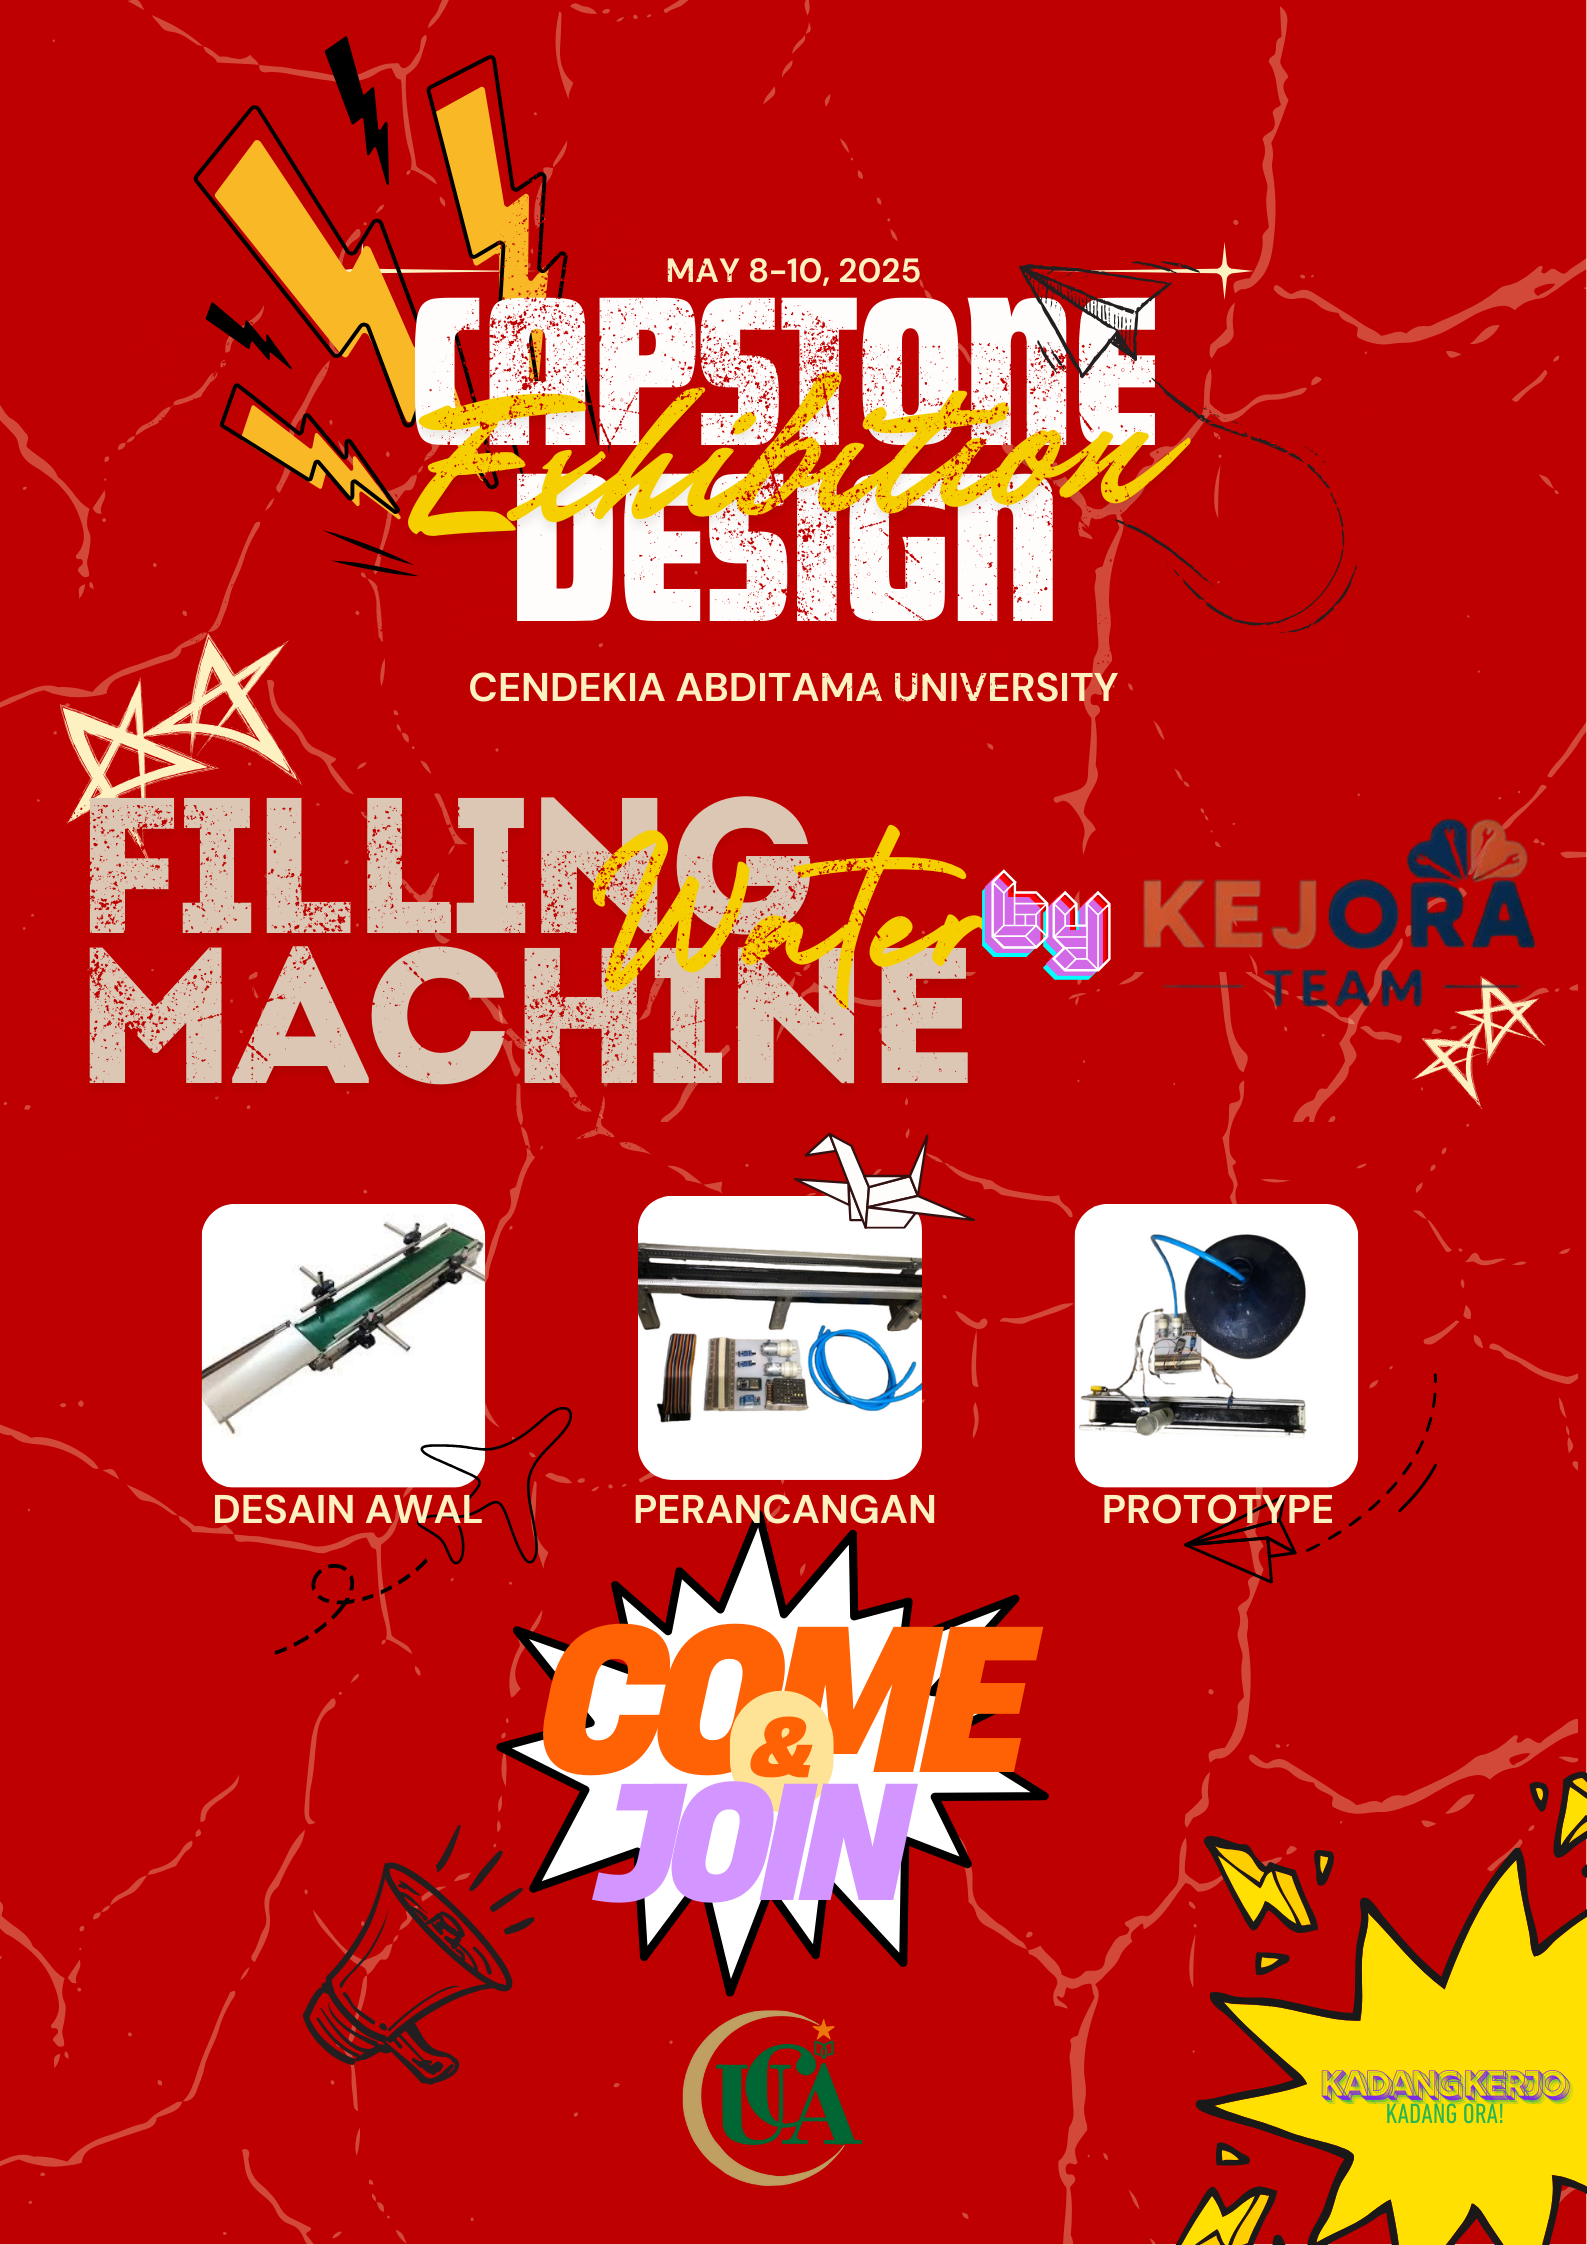 MAY 8-10, 2025
CAPSTONE
Exhibition
DESIGN
CENDEKIA ABDITAMA UNIVERSITY
FILLING
Water
MACHINE
by
KEJORA
TEAM
DESAIN AWAL
PERANCANGAN
PROTOTYPE
COME
&
JOIN
UCA
KADANG KERJO
KADANG ORA!